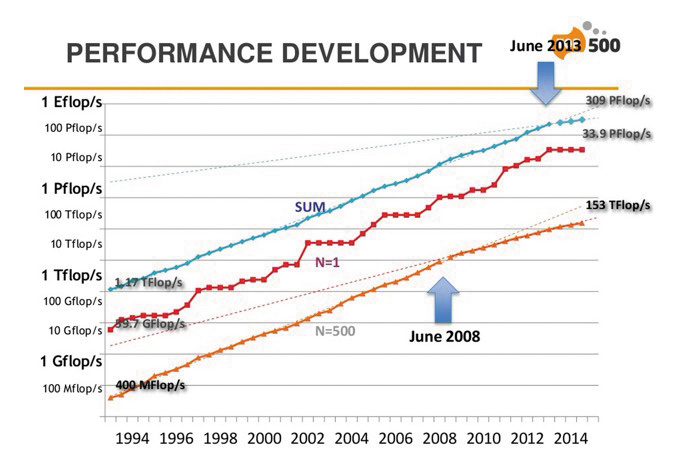 PERFORMANCE DEVELOPMENT
June 2013
500
1 Eflop/s
309 PFlop/s
100 Pflop/s
33.9 PFlop/s
10 Pflop/s
1 Pflop/s
SUM
153 TFlop/s
100 Tflop/s
10 Tflop/s
N=1
1 Tflop/s
1.17 TFlop/s
100 Gflop/s
59.7 GFlop/s
10 Gflop/s
N=500
June 2008
1 Gflop/s
100 Mflop/s
400 MFlop/s
1994 1996 1998 2000 2002 2004 2006 2008 2010 2012 2014